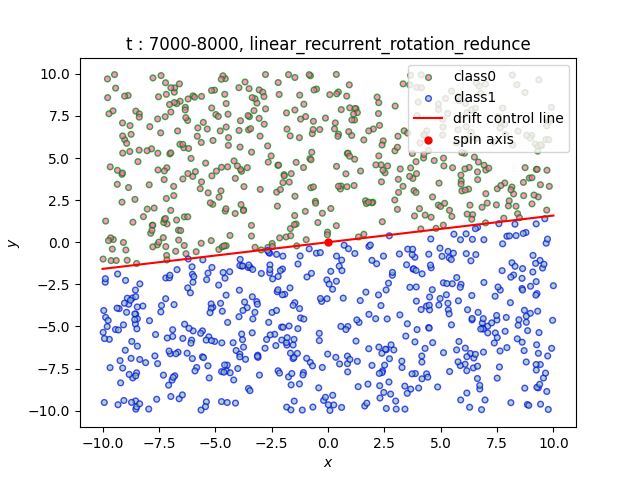 t : 7000-8000, linear_recurrent_rotation_redunce
class0
class1
drift control line
spin axis
10.0
7.5
5.0
2.5
0.0
−2.5
−5.0
−7.5
−10.0
y
−10.0 −7.5 −5.0 −2.5 0.0 2.5 5.0 7.5 10.0
x